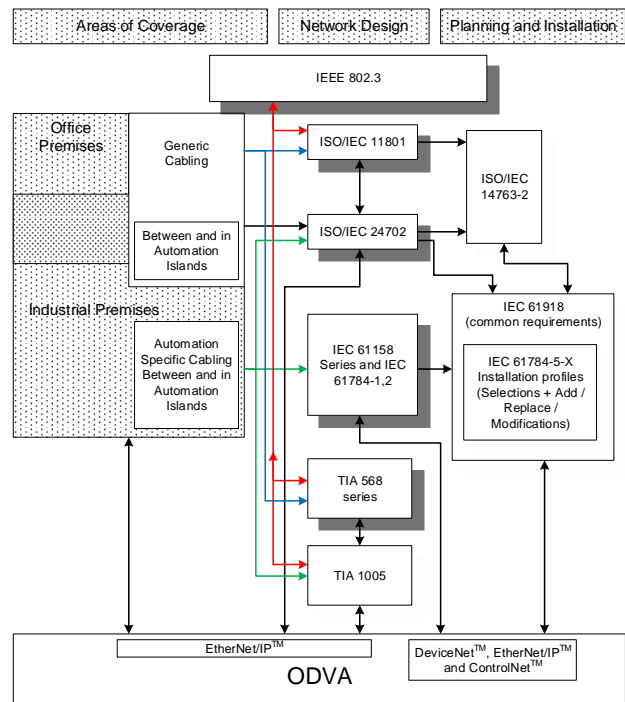 Areas of Coverage
Network Design
Planning and Installation
IEEE 802.3
Office
Premises
Generic
Cabling
ISO/IEC 11801
ISO/IEC
14763-2
Between and in
Automation
Islands
ISO/IEC 24702
Industrial Premises
Automation
Specific Cabling
Between and in
Automation
Islands
IEC 61158
Series and IEC
61784-1,2
IEC 61918
(common requirements)
IEC 61784-5-X
Installation profiles
(Selections + Add /
Replace /
Modifications)
TIA 568
series
TIA 1005
EtherNet/IP™
DeviceNet™, EtherNet/IP™
and ControlNet™
ODVA